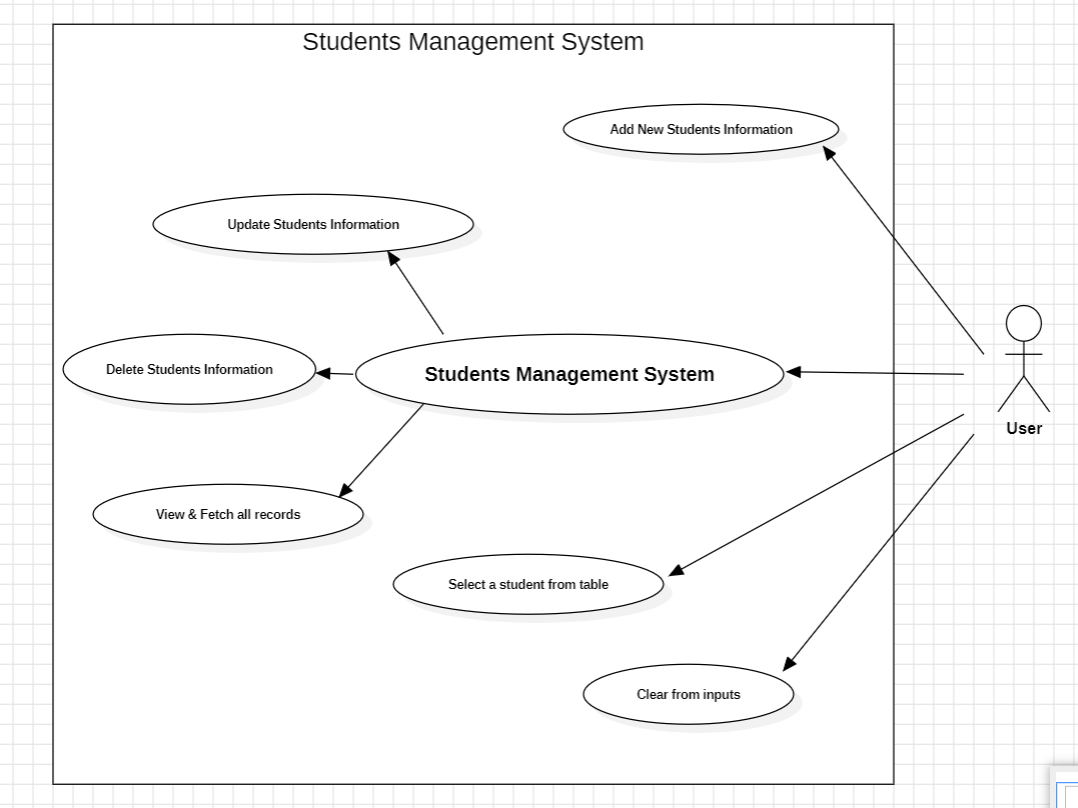 Students Management System
Add New Students Information
Update Students Information
Delete Students Information
Students Management System
User
View & Fetch all records
Select a student from table
Clear from inputs